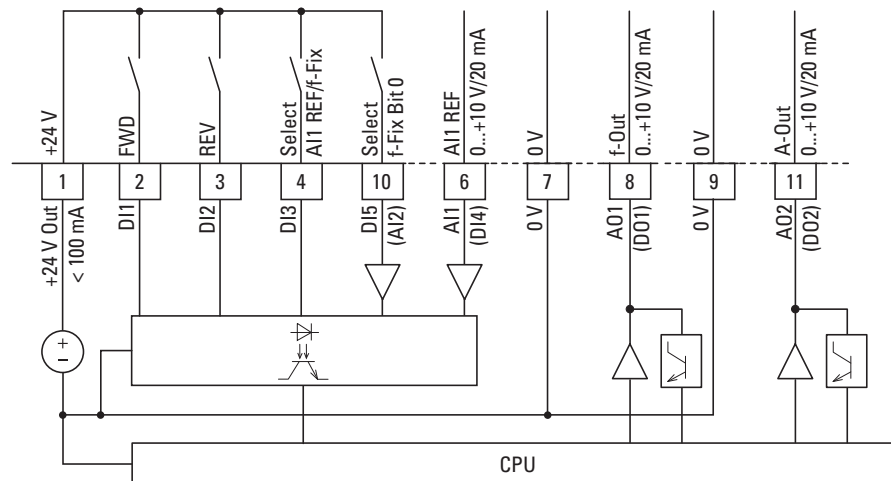 +24 V
FWD
REV
Select
AI1 REF/f-Fix
Select
f-Fix Bit 0
AI1 REF
0...+10 V/20 mA
0 V
f-Out
0...+10 V/20 mA
0 V
A-Out
0...+10 V/20 mA
1
2
3
4
10
6
7
8
9
11
+24 V Out
< 100 mA
DI1
DI2
DI3
DI5
(AI2)
AI1
(DI4)
0 V
AO1
(DO1)
0 V
AO2
(DO2)
CPU